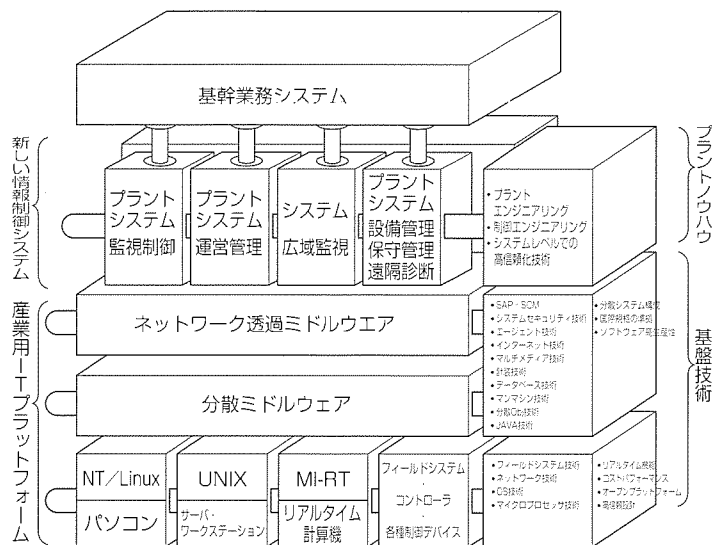 基幹業務システム
新しい情報制御システム
プラント
システム
監視制御
プラント
システム
運営管理
システム
広域監視
プラント
システム
設備管理
保守管理
遠隔診断
• プラント
エンジニアリング
• 制御エンジニアリング
• システムレベルでの
高信頼化技術
プラントノウハウ
産業用ITプラットフォーム
ネットワーク透過ミドルウエア
分散ミドルウェア
• SAP・SCM
• システムセキュリティ技術
• エージェント技術
• インターネット技術
• マルチメディア技術
• 計装技術
• データベース技術
• マンマシン技術
• 分散Obj技術
• JAVA技術
• 分散システム構成
• 国際規格の準拠
• ソフトウェア高生産性
基盤技術
NT/Linux
パソコン
UNIX
サーバ・
ワークステーション
MI-RT
リアルタイム
計算機
フィールドシステム
・
コントローラ
・
各種制御デバイス
• フィールドシステム技術
• ネットワーク技術
• OS技術
• マイクロプロセッサ技術
• リアルタイム技術
• コストパフォーマンス
• オープンプラットフォーム
• 高信頼設計